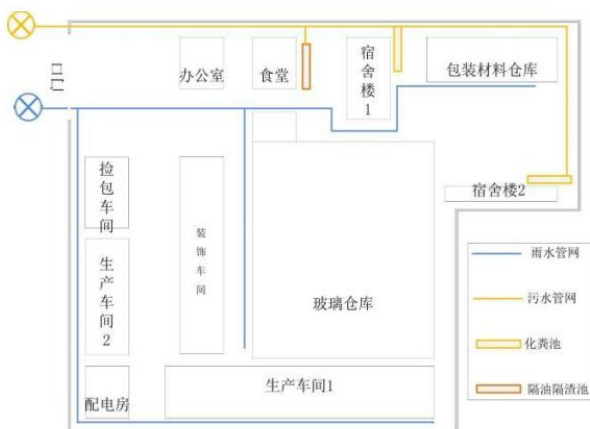 办公室
食堂
宿舍楼1
包装材料仓库
门口
宿舍楼2
捡包车间
装饰车间
生产车间2
玻璃仓库
配电房
生产车间1
雨水管网
污水管网
化粪池
隔油隔渣池